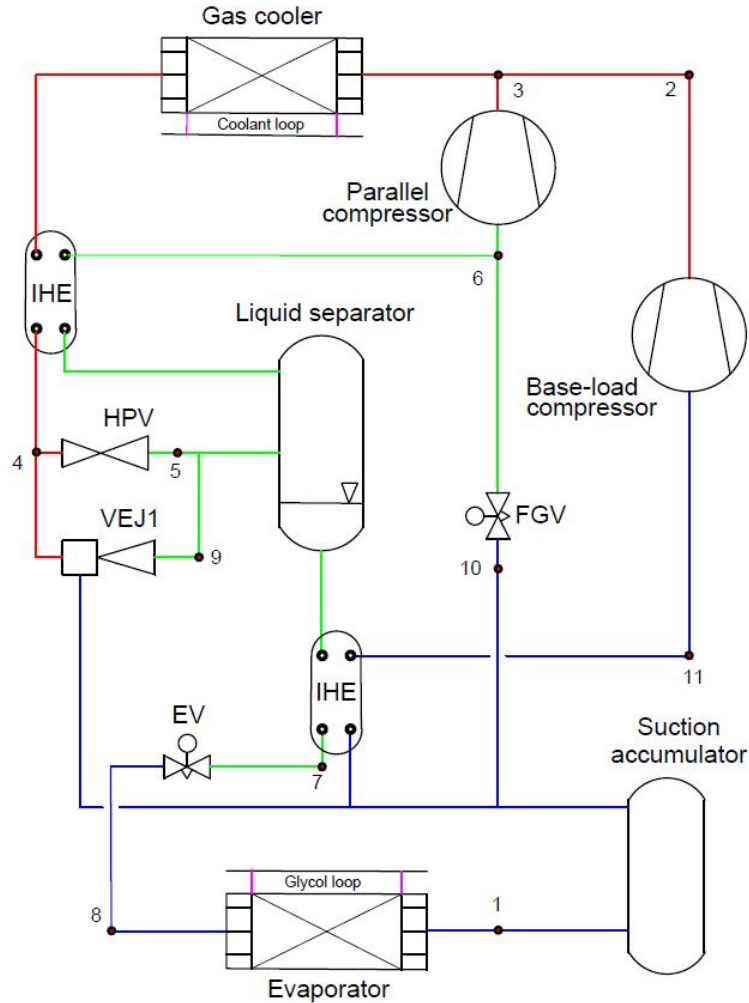 Gas cooler
Coolant loop
3
2
Parallel
compressor
6
IHE
Liquid separator
Base-load
compressor
HPV
4
5
VEJ1
9
FGV
10
IHE
11
EV
7
Suction
accumulator
Glycol loop
8
1
Evaporator